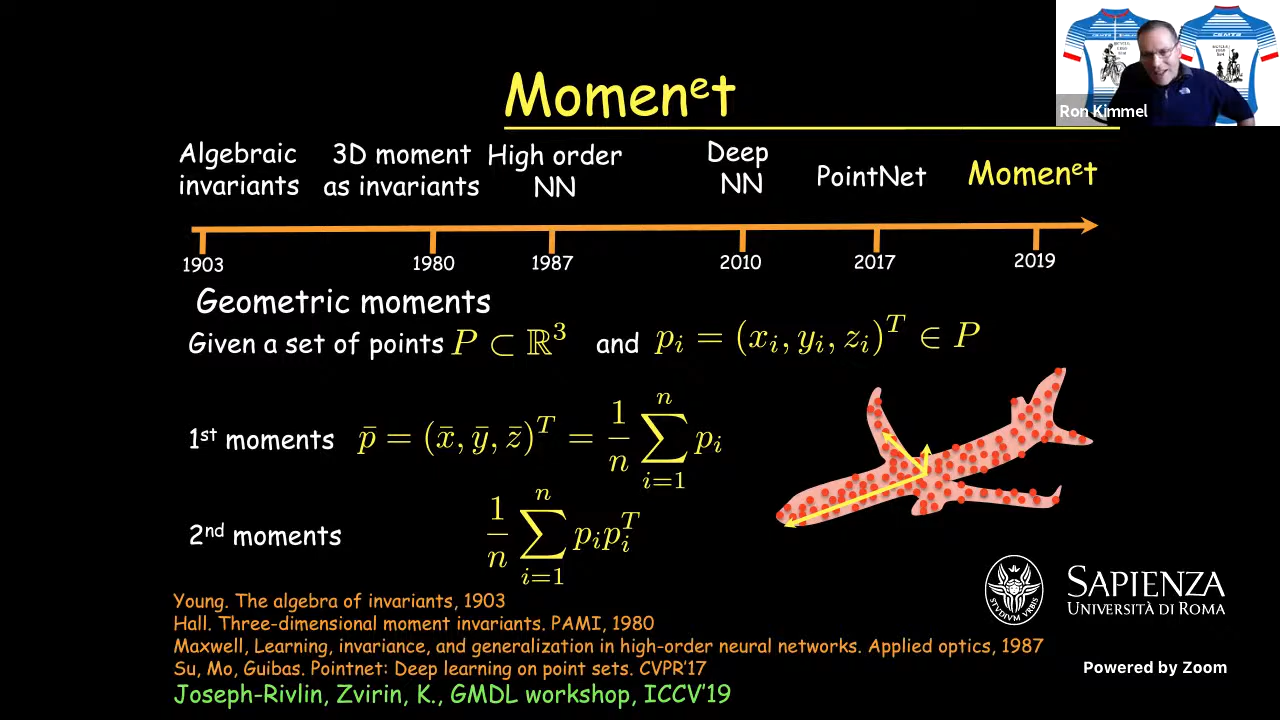 Momenᵉt
Ron Kimmel
Algebraic invariants
3D moment as invariants
High order NN
Deep NN
PointNet
Momenᵉt
1903 1980 1987 2010 2017 2019
Geometric moments
Given a set of points P ⊂ ℝ³ and pᵢ = (xᵢ, yᵢ, zᵢ)ᵀ ∈ P
1st moments p̄ = (x̄, ȳ, z̄)ᵀ = 1/n ∑ᵢ₌₁ⁿ pᵢ
2nd moments 1/n ∑ᵢ₌₁ⁿ pᵢpᵢᵀ
Young. The algebra of invariants, 1903
Hall. Three-dimensional moment invariants. PAMI, 1980
Maxwell, Learning, invariance, and generalization in high-order neural networks. Applied optics, 1987
Su, Mo, Guibas. Pointnet: Deep learning on point sets. CVPR'17
Joseph-Rivlin, Zvirin, K., GMDL workshop, ICCV'19
STVDIVM VRBIS
SAPIENZA
UNIVERSITÀ DI ROMA
Powered by Zoom